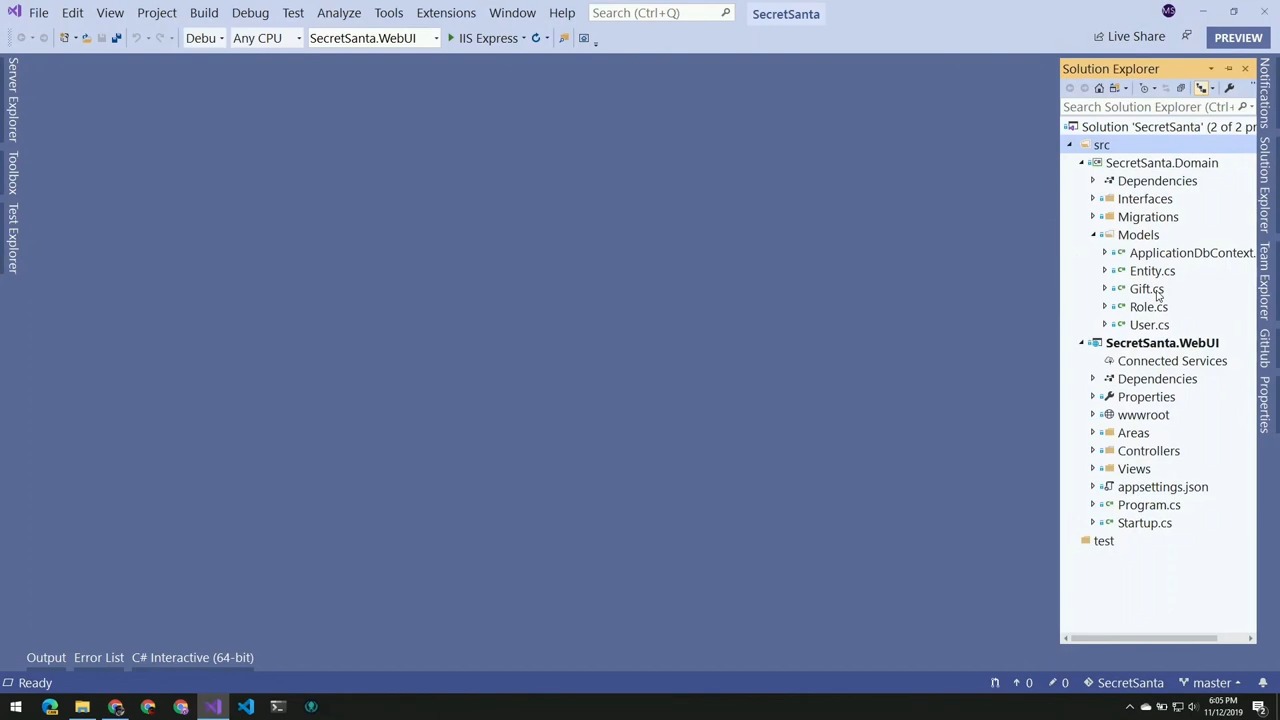 File Edit View Project Build Debug Test Analyze Tools Extensions Window Help Search (Ctrl+Q) SecretSanta MS
Debu Any CPU SecretSanta.WebUI IIS Express Live Share PREVIEW
Server Explorer
Toolbox
Test Explorer
Solution Explorer
Search Solution Explorer (Ctrl+
Solution 'SecretSanta' (2 of 2 pr
src
SecretSanta.Domain
Dependencies
Interfaces
Migrations
Models
ApplicationDbContext.
Entity.cs
Gift.cs
Role.cs
User.cs
SecretSanta.WebUI
Connected Services
Dependencies
Properties
wwwroot
Areas
Controllers
Views
appsettings.json
Program.cs
Startup.cs
test
Notifications
Solution Explorer
Team Explorer
GitHub
Properties
Output Error List C# Interactive (64-bit)
Ready 0 0 SecretSanta master
6:05 PM
11/12/2019
2